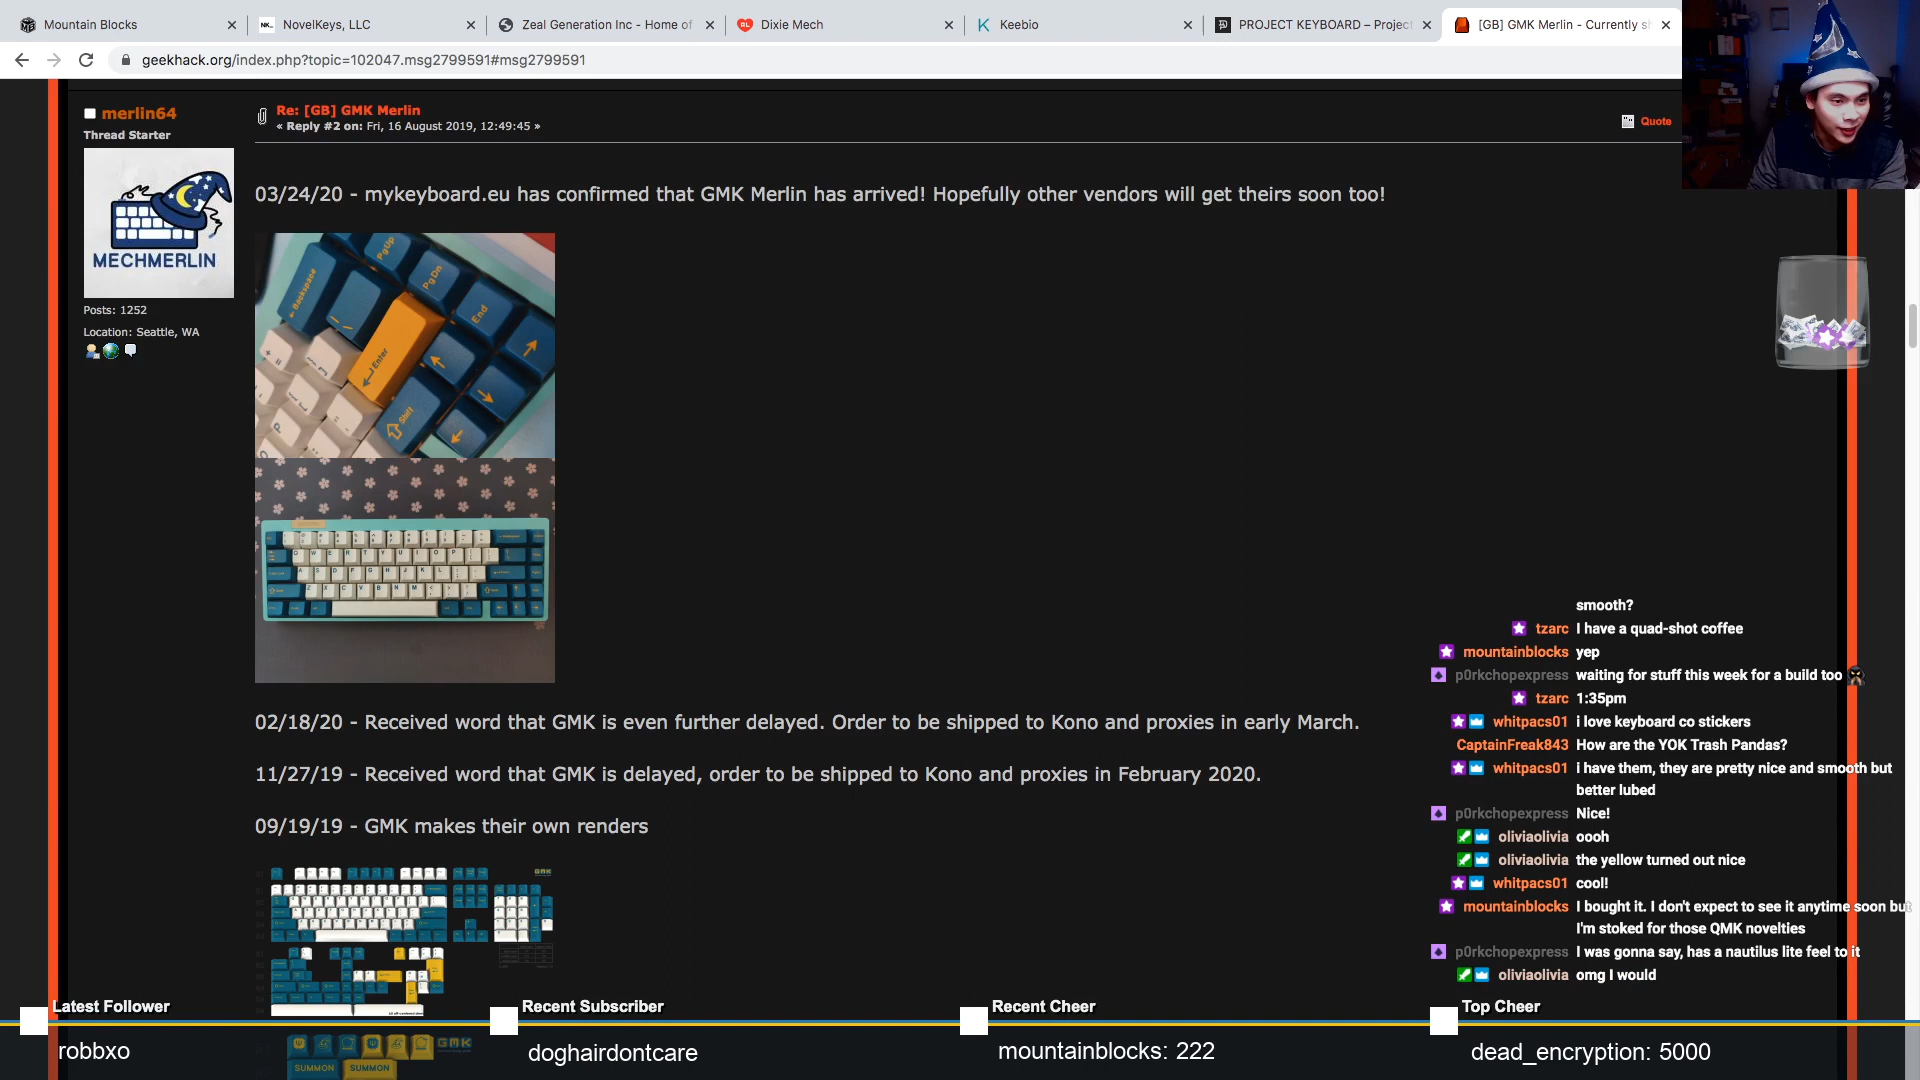 Mountain Blocks
NovelKeys, LLC
Zeal Generation Inc - Home of
Dixie Mech
Keebio
PROJECT KEYBOARD – Project
[GB] GMK Merlin - Currently sh
geekhack.org/index.php?topic=102047.msg2799591#msg2799591
merlin64
Thread Starter
MECHMERLIN
Posts: 1252
Location: Seattle, WA
Re: [GB] GMK Merlin
« Reply #2 on: Fri, 16 August 2019, 12:49:45 »
Quote
03/24/20 - mykeyboard.eu has confirmed that GMK Merlin has arrived! Hopefully other vendors will get theirs soon too!
Backspace
PgUp
PgDn
End
Enter
Shift
P
02/18/20 - Received word that GMK is even further delayed. Order to be shipped to Kono and proxies in early March.
11/27/19 - Received word that GMK is delayed, order to be shipped to Kono and proxies in February 2020.
09/19/19 - GMK makes their own renders
GMK
GMK
SUMMON SUMMON
smooth?
tzarc I have a quad-shot coffee
mountainblocks yep
p0rkchopexpress waiting for stuff this week for a build too
tzarc 1:35pm
whitpacs01 i love keyboard co stickers
CaptainFreak843 How are the YOK Trash Pandas?
whitpacs01 i have them, they are pretty nice and smooth but
better lubed
p0rkchopexpress Nice!
oliviaolivia oooh
oliviaolivia the yellow turned out nice
whitpacs01 cool!
mountainblocks I bought it. I don't expect to see it anytime soon but
I'm stoked for those QMK novelties
p0rkchopexpress I was gonna say, has a nautilus lite feel to it
oliviaolivia omg I would
Latest Follower
robbxo
Recent Subscriber
doghairdontcare
Recent Cheer
mountainblocks: 222
Top Cheer
dead_encryption: 5000